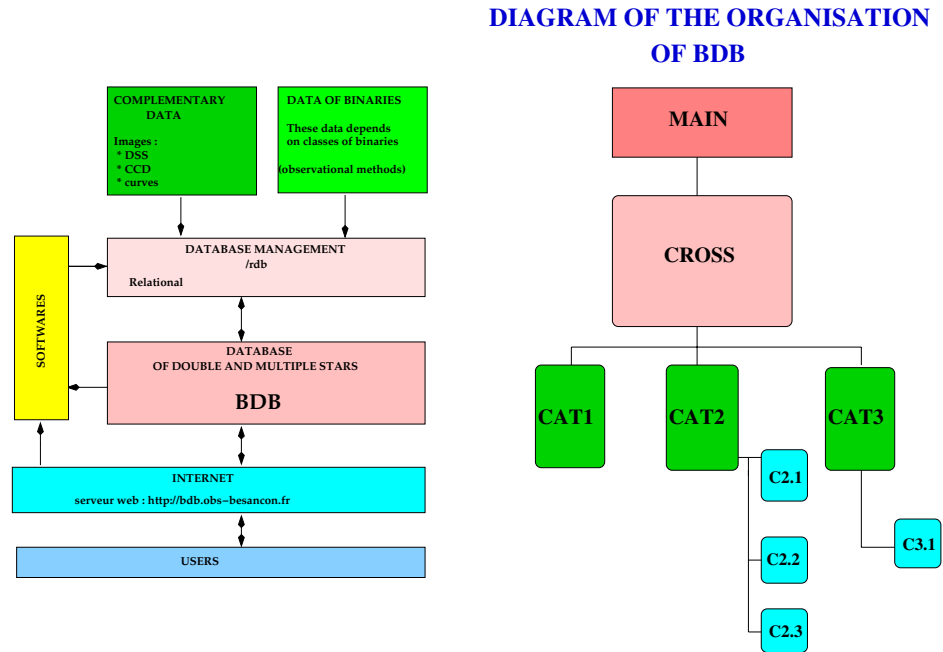 DIAGRAM OF THE ORGANISATION
OF BDB
COMPLEMENTARY
DATA
Images :
* DSS
* CCD
* curves
DATA OF BINARIES
These data depends
on classes of binaries
(observational methods)
DATABASE MANAGEMENT
/rdb
Relational
SOFTWARES
DATABASE
OF DOUBLE AND MULTIPLE STARS
BDB
INTERNET
serveur web : http://bdb.obs−besancon.fr
USERS
MAIN
CROSS
CAT1
CAT2
CAT3
C2.1
C2.2
C2.3
C3.1